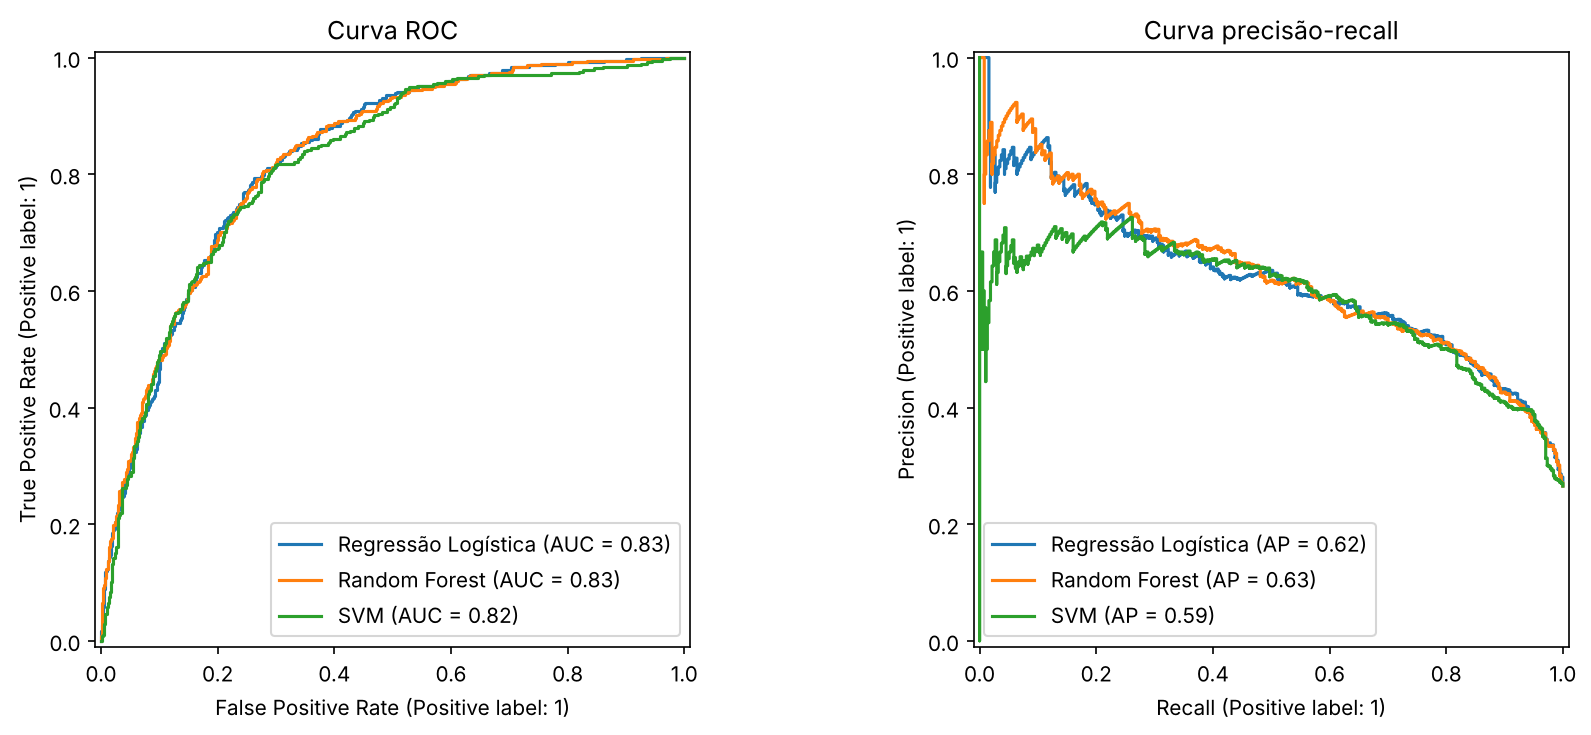 Curva ROC
1.0
0.8
0.6
0.4
0.2
0.0
True Positive Rate (Positive label: 1)
Regressão Logística (AUC = 0.83)
Random Forest (AUC = 0.83)
SVM (AUC = 0.82)
0.0 0.2 0.4 0.6 0.8 1.0
False Positive Rate (Positive label: 1)
Curva precisão-recall
1.0
0.8
0.6
0.4
0.2
0.0
Precision (Positive label: 1)
Regressão Logística (AP = 0.62)
Random Forest (AP = 0.63)
SVM (AP = 0.59)
0.0 0.2 0.4 0.6 0.8 1.0
Recall (Positive label: 1)